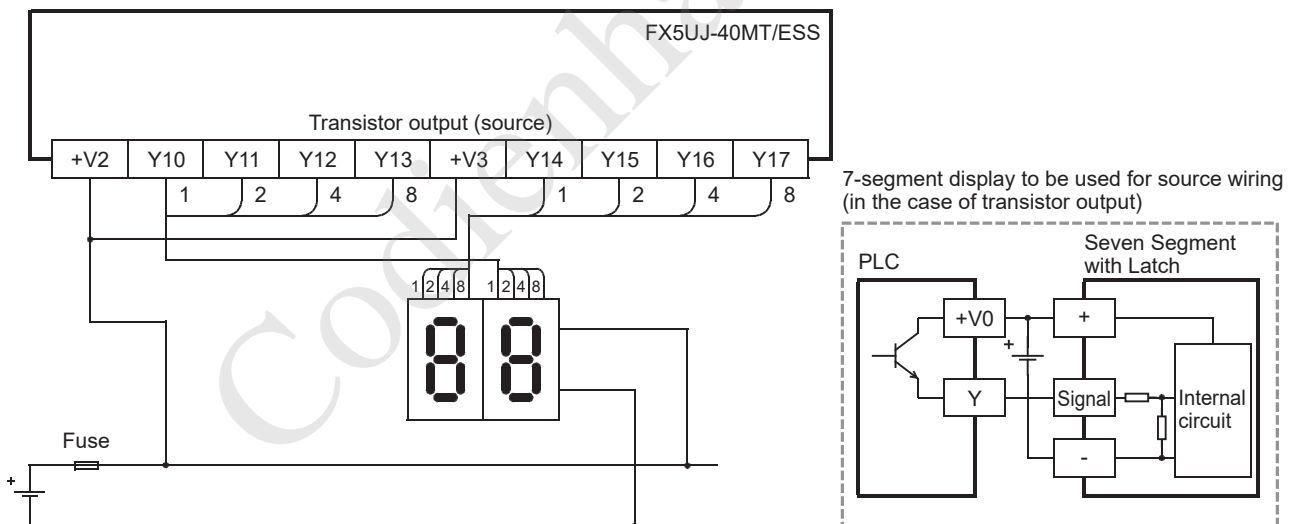 FX5UJ-40MT/ESS
Transistor output (source)
+V2 Y10 Y11 Y12 Y13 +V3 Y14 Y15 Y16 Y17
1 2 4 8 1 2 4 8
1 2 4 8 1 2 4 8
Fuse
+
7-segment display to be used for source wiring
(in the case of transistor output)
PLC
Seven Segment
with Latch
+V0 +
+
Y Signal
Internal
circuit
-